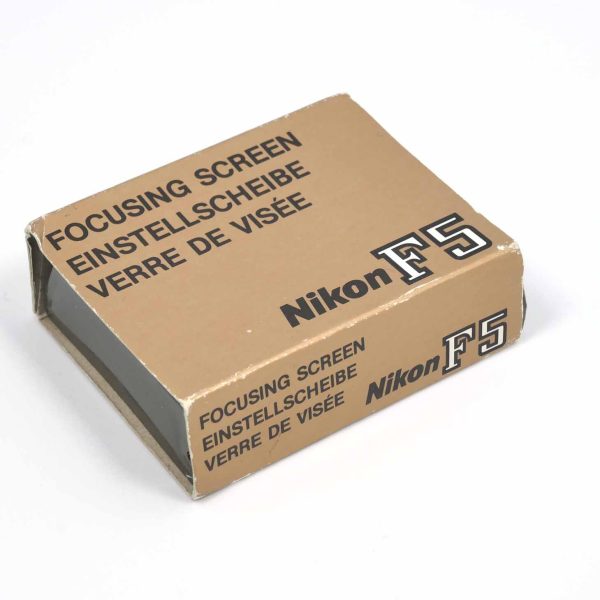 FOCUSING SCREEN
EINSTELLSCHEIBE
VERRE DE VISÉE
Nikon F5
FOCUSING SCREEN
EINSTELLSCHEIBE
VERRE DE VISÉE
Nikon F5